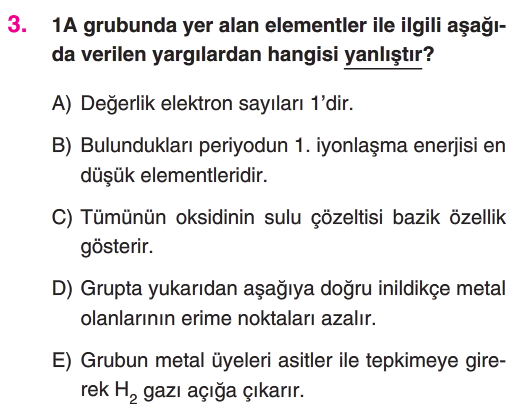 3. 1A grubunda yer alan elementler ile ilgili aşağı-
da verilen yargılardan hangisi yanlıştır?
A) Değerlik elektron sayıları 1'dir.
B) Bulundukları periyodun 1. iyonlaşma enerjisi en
düşük elementleridir.
C) Tümünün oksidinin sulu çözeltisi bazik özellik
gösterir.
D) Grupta yukarıdan aşağıya doğru inildikçe metal
olanlarının erime noktaları azalır.
E) Grubun metal üyeleri asitler ile tepkimeye gire-
rek H₂ gazı açığa çıkarır.